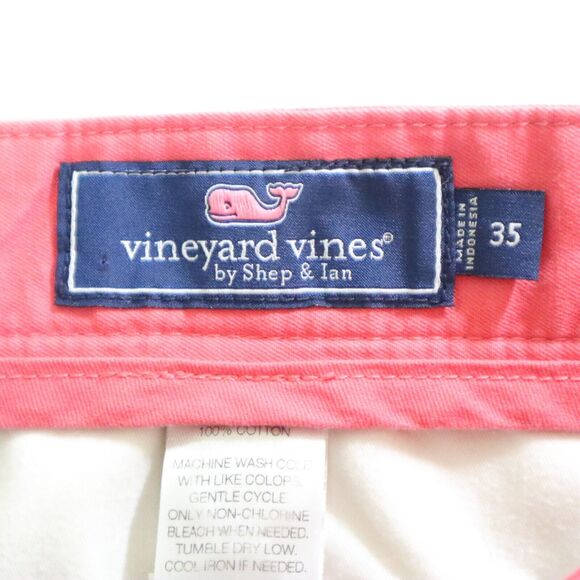 vineyard vines®
by Shep & Ian
MADE IN
INDONESIA
35
100% COTTON
MACHINE WASH COLD
WITH LIKE COLORS.
GENTLE CYCLE
ONLY NON-CHLORINE
BLEACH WHEN NEEDED.
TUMBLE DRY LOW.
COOL IRON IF NEEDED.